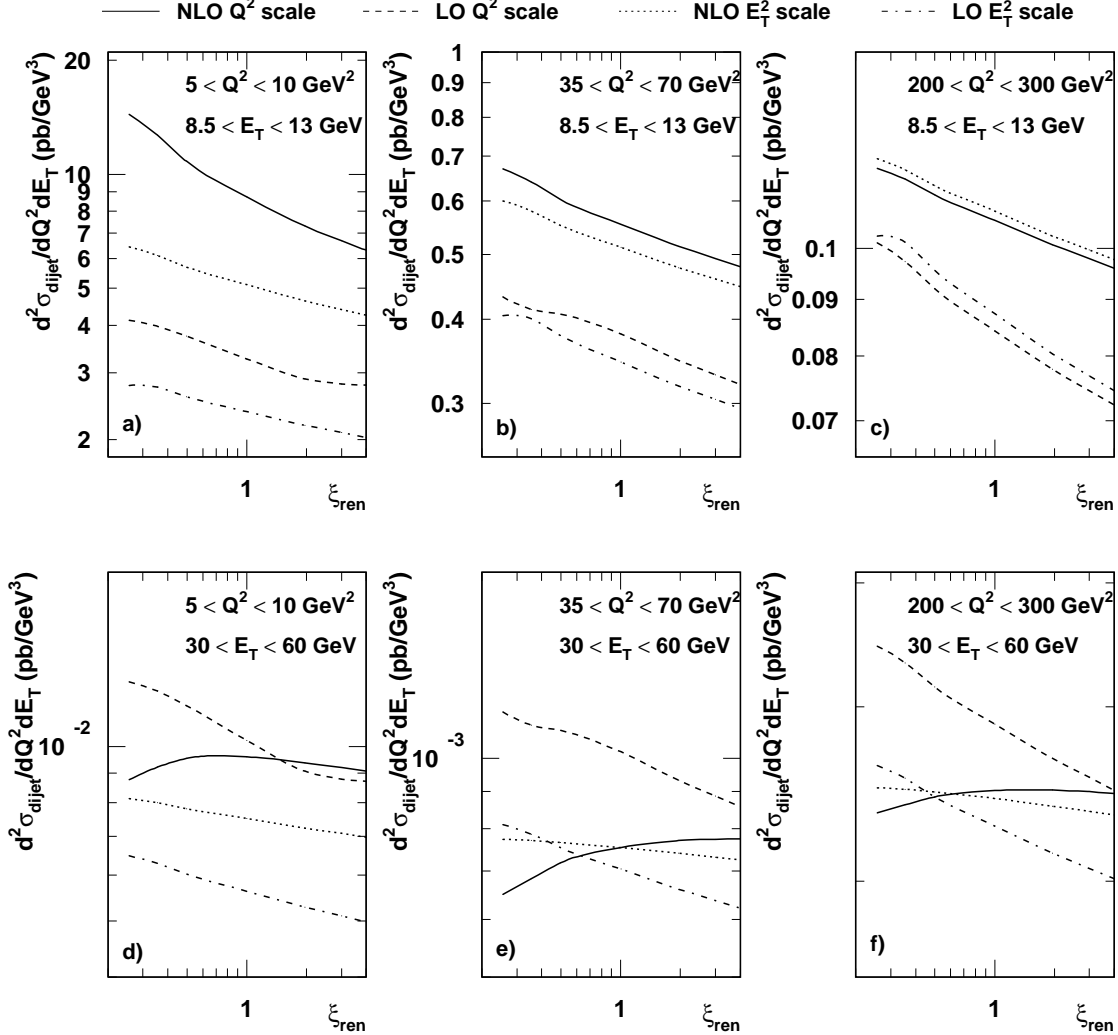 NLO Q² scale LO Q² scale NLO E_T² scale LO E_T² scale
d²σ_dijet/dQ²dE_T (pb/GeV³)
20
10
9
8
7
6
5
4
3
2
5 < Q² < 10 GeV²
8.5 < E_T < 13 GeV
a)
1 ξ_ren
d²σ_dijet/dQ²dE_T (pb/GeV³)
1
0.9
0.8
0.7
0.6
0.5
0.4
0.3
35 < Q² < 70 GeV²
8.5 < E_T < 13 GeV
b)
1 ξ_ren
d²σ_dijet/dQ²dE_T (pb/GeV³)
0.1
0.09
0.08
0.07
200 < Q² < 300 GeV²
8.5 < E_T < 13 GeV
c)
1 ξ_ren
d²σ_dijet/dQ²dE_T (pb/GeV³)
10⁻²
5 < Q² < 10 GeV²
30 < E_T < 60 GeV
d)
1 ξ_ren
d²σ_dijet/dQ²dE_T (pb/GeV³)
10⁻³
35 < Q² < 70 GeV²
30 < E_T < 60 GeV
e)
1 ξ_ren
d²σ_dijet/dQ²dE_T (pb/GeV³)
200 < Q² < 300 GeV²
30 < E_T < 60 GeV
f)
1 ξ_ren